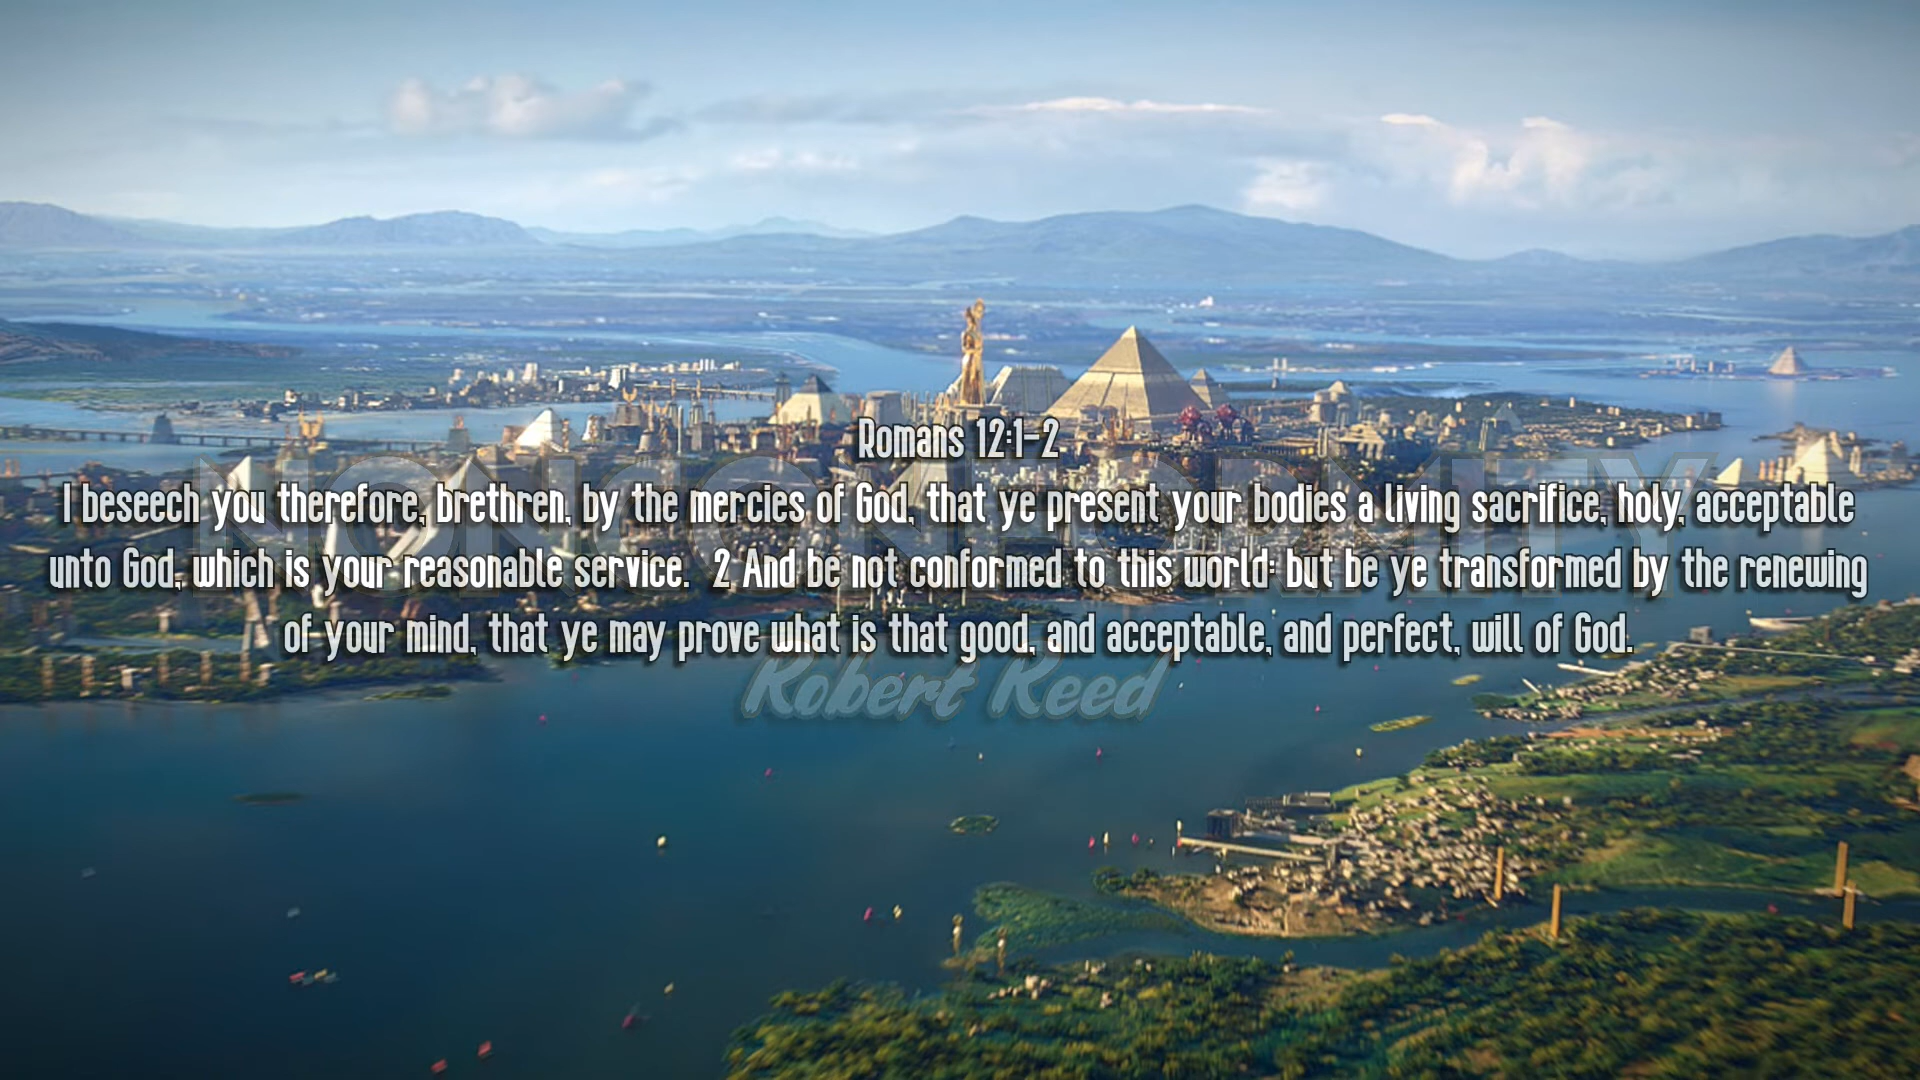 Romans 12:1-2
NONCONFORMITY
I beseech you therefore, brethren, by the mercies of God, that ye present your bodies a living sacrifice, holy, acceptable
unto God, which is your reasonable service.  2 And be not conformed to this world: but be ye transformed by the renewing
of your mind, that ye may prove what is that good, and acceptable, and perfect, will of God.
Robert Reed